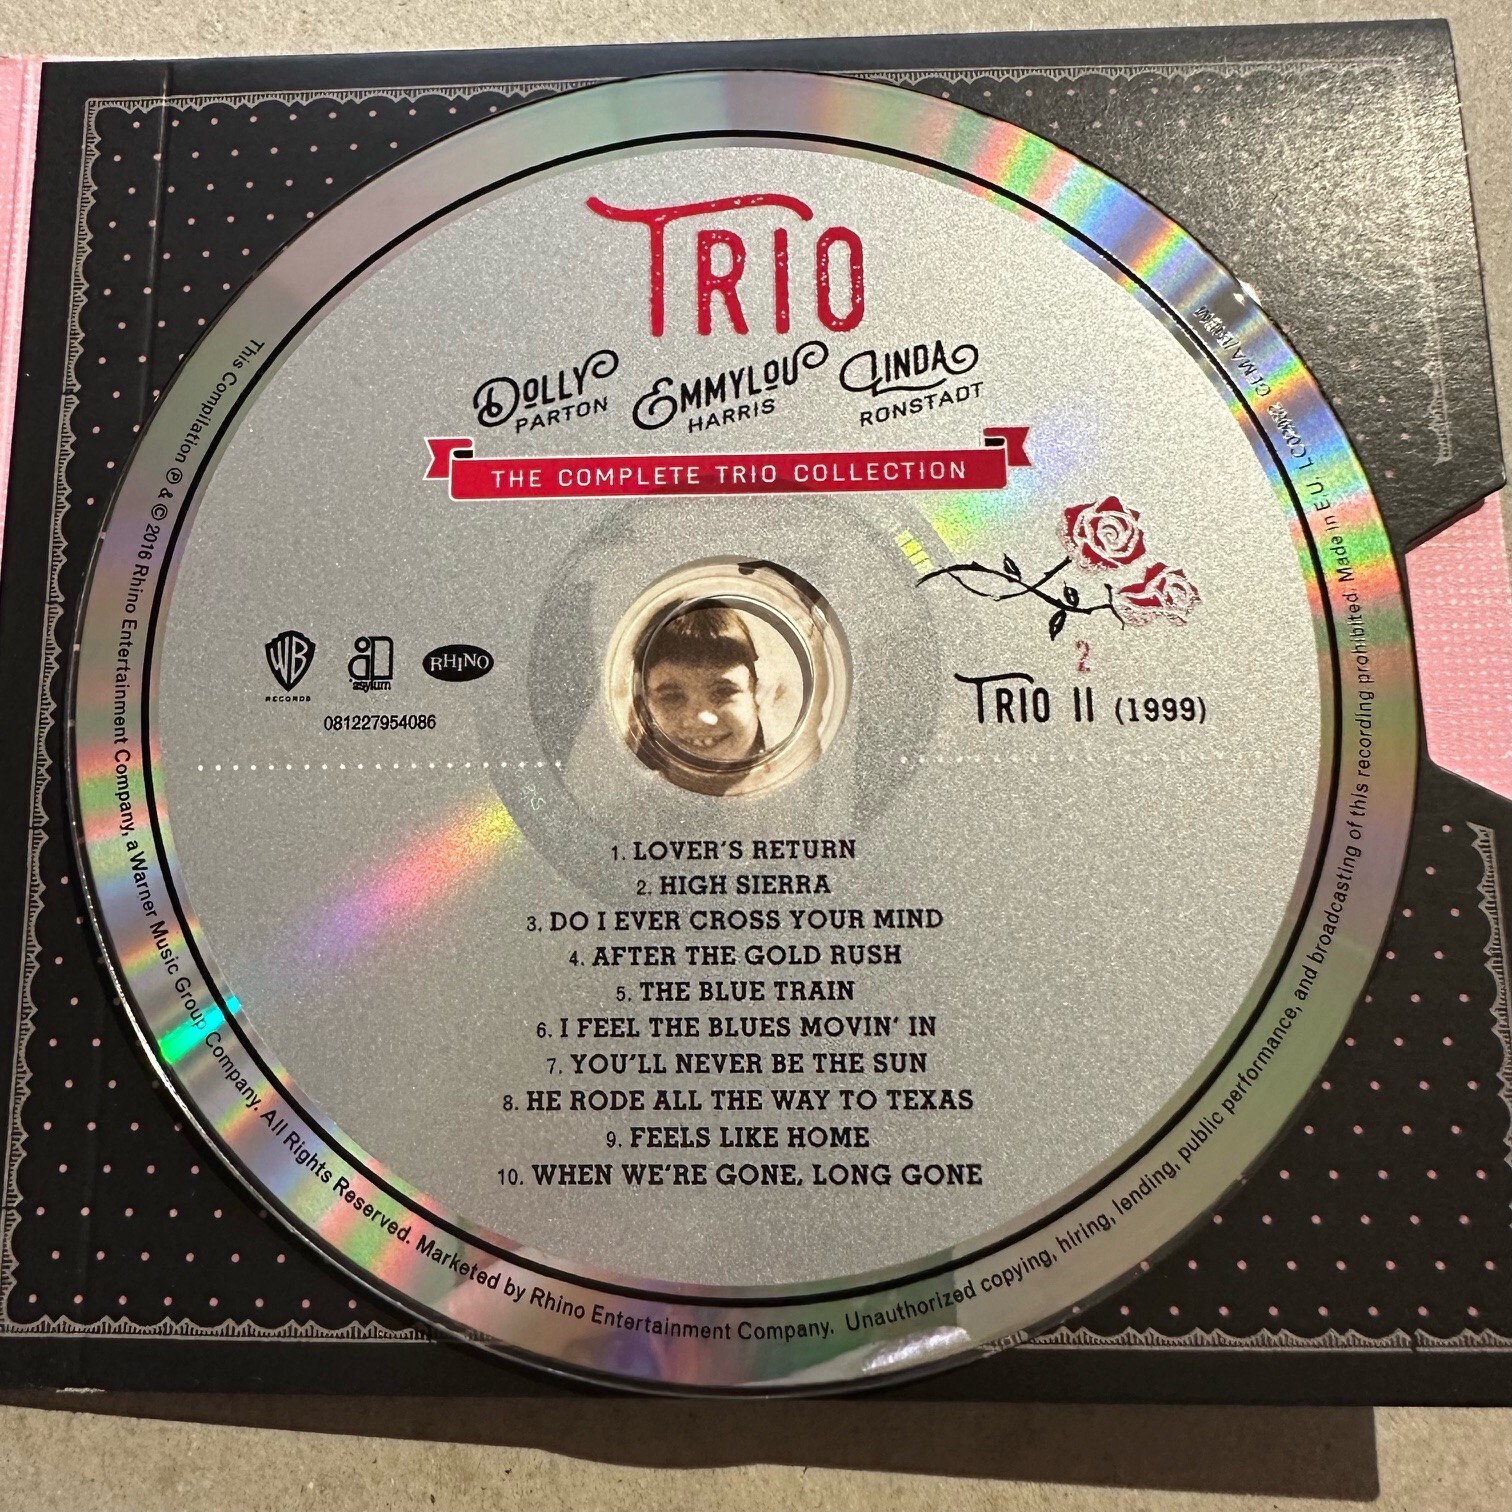 TRIO
DOLLY PARTON
EMMYLOU HARRIS
LINDA RONSTADT
THE COMPLETE TRIO COLLECTION
WB
RECORDS
asylum
RHINO
081227954086
2
TRIO II (1999)
1. LOVER'S RETURN
2. HIGH SIERRA
3. DO I EVER CROSS YOUR MIND
4. AFTER THE GOLD RUSH
5. THE BLUE TRAIN
6. I FEEL THE BLUES MOVIN' IN
7. YOU'LL NEVER BE THE SUN
8. HE RODE ALL THE WAY TO TEXAS
9. FEELS LIKE HOME
10. WHEN WE'RE GONE, LONG GONE
This Compilation ℗ & © 2016 Rhino Entertainment Company, a Warner Music Group Company. All Rights Reserved. Marketed by Rhino Entertainment Company. Unauthorized copying, hiring, lending, public performance, and broadcasting of this recording prohibited. Made in E.U.